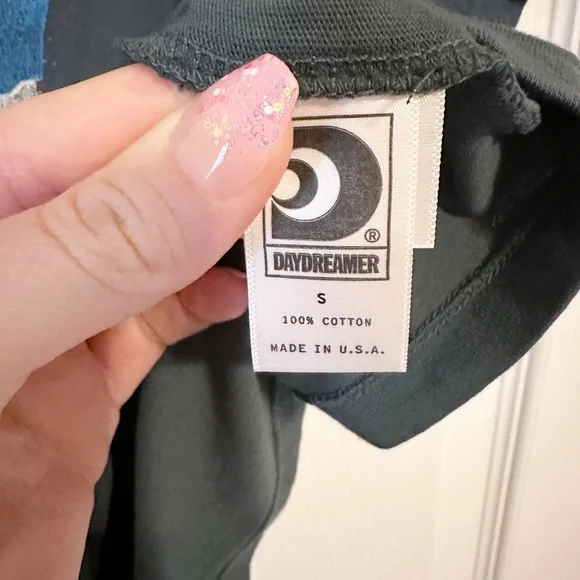 ®
DAYDREAMER
S
100% COTTON
MADE IN U.S.A.